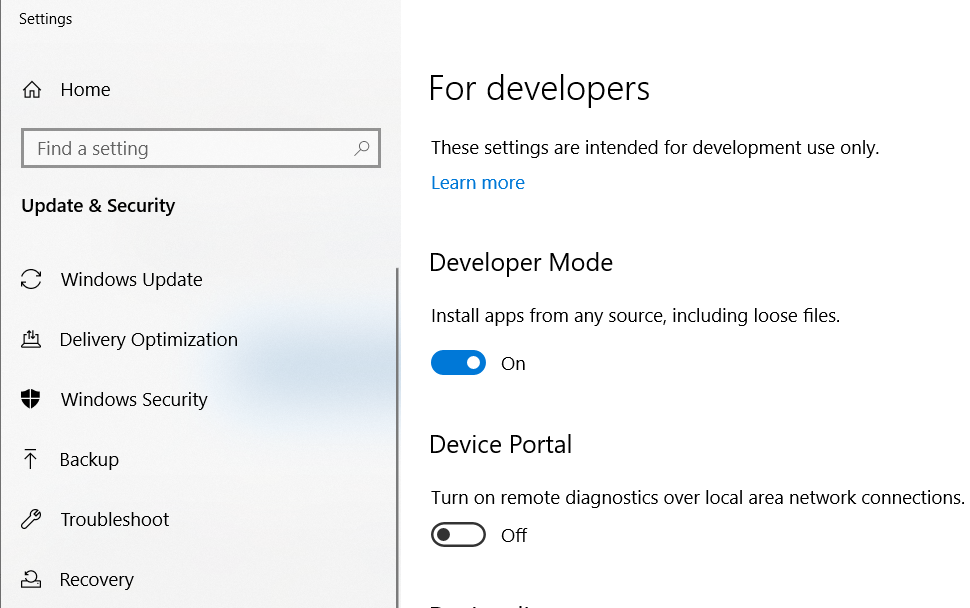 Settings
Home
Find a setting
Update & Security
Windows Update
Delivery Optimization
Windows Security
Backup
Troubleshoot
Recovery
For developers
These settings are intended for development use only.
Learn more
Developer Mode
Install apps from any source, including loose files.
On
Device Portal
Turn on remote diagnostics over local area network connections.
Off